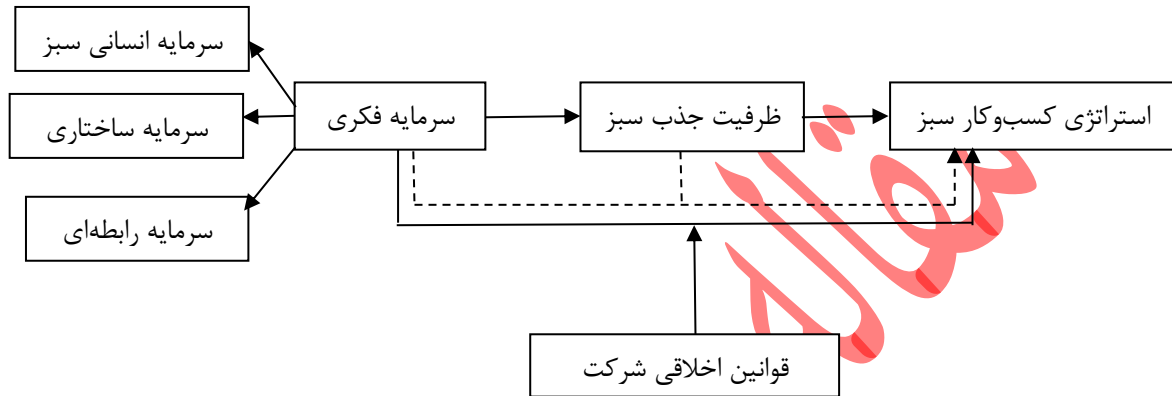 سرمایه انسانی سبز
سرمایه ساختاری
سرمایه رابطه‌ای
سرمایه فکری
ظرفیت جذب سبز
استراتژی کسب‌وکار سبز
قوانین اخلاقی شرکت